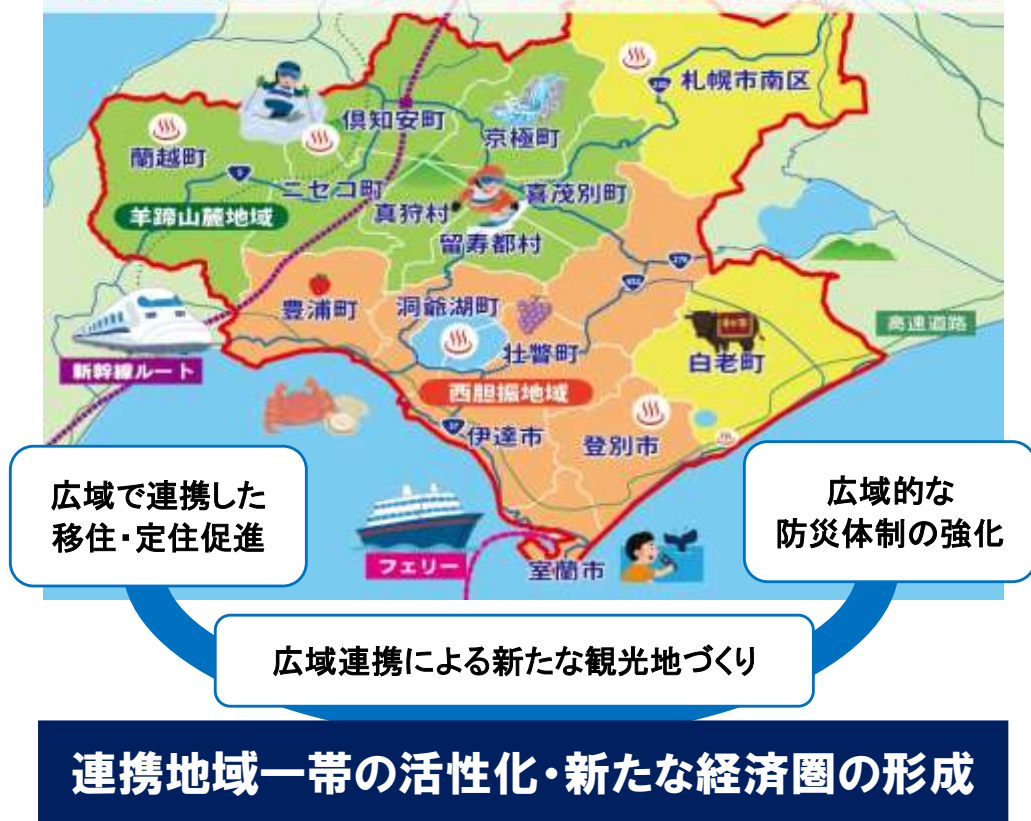 札幌市南区
230
倶知安町
京極町
蘭越町
5
ニセコ町
喜茂別町
真狩村
羊蹄山麓地域
留寿都村
豊浦町
洞爺湖町
壮瞥町
白老町
高速道路
新幹線ルート
西胆振地域
37
伊達市
登別市
フェリー
室蘭市
広域で連携した
移住・定住促進
広域的な
防災体制の強化
広域連携による新たな観光地づくり
連携地域一帯の活性化・新たな経済圏の形成